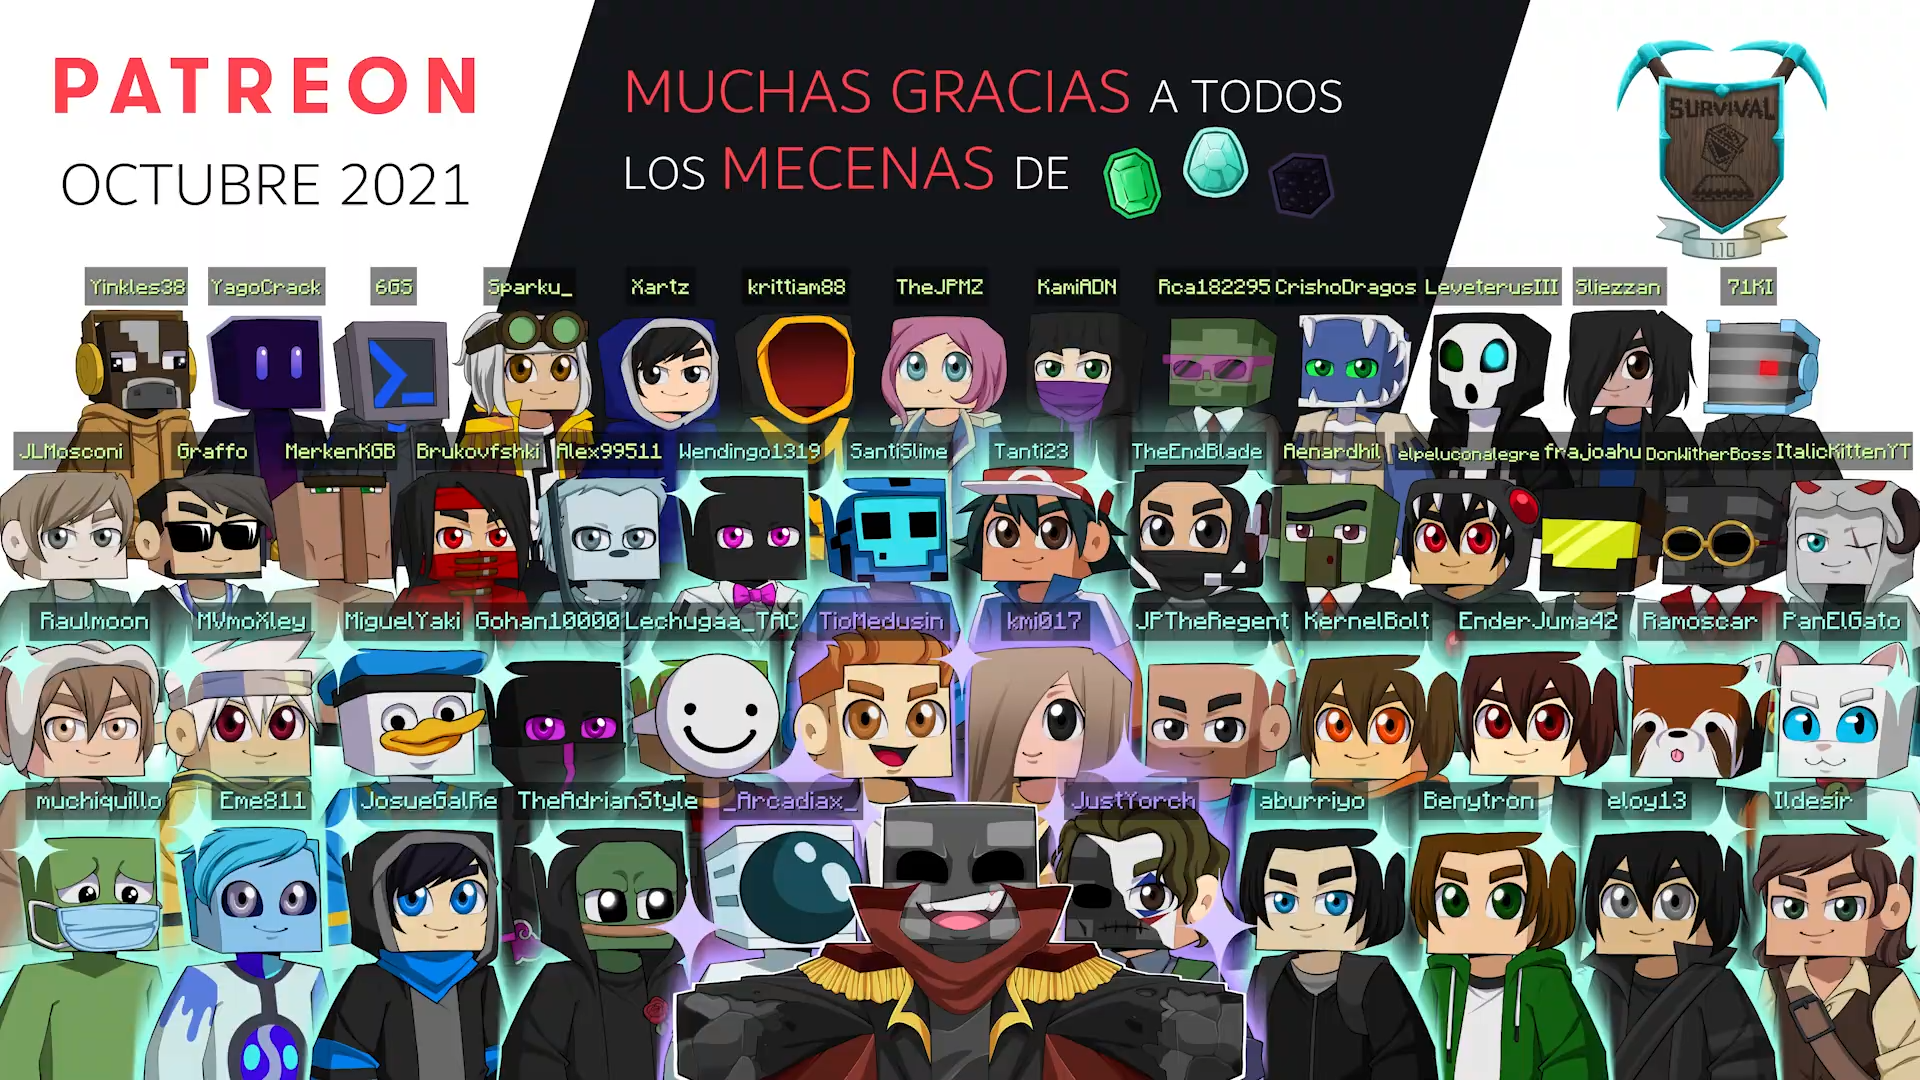 PATREON
OCTUBRE 2021
MUCHAS GRACIAS A TODOS
LOS MECENAS DE
SURVIVAL
1.10
Yinkles38 YagoCrack 6G5 Sparku_ Xartz krittiam88 TheJPMZ KamiADN Rca182295 CrishoDragos LeveterusIII Sliezzan 71KI
JLMosconi Graffo MerkenKGB Brukovfshki Alex99511 Wendingo1319 SantiSlime Tanti23 TheEndBlade Aenardhil elpeluconalegre frajoahu DonWitherBoss ItalicKittenYT
Raulmoon MVmoXley MiguelYaki Gohan10000 Lechugaa_TAC TioMedusin kmi017 JPTheRegent KernelBolt EnderJuma42 Ramoscar PanElGato
muchiquillo Eme811 JosueGalRe TheAdrianStyle _Arcadiax_ JustYorch aburriyo Benytron eloy13 Ildesir